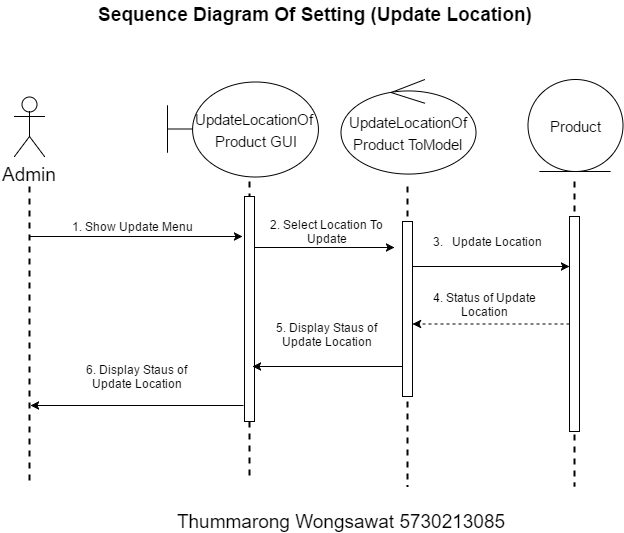 Sequence Diagram Of Setting (Update Location)
UpdateLocationOf
Product GUI
UpdateLocationOf
Product ToModel
Product
Admin
1. Show Update Menu
2. Select Location To
Update
3. Update Location
4. Status of Update
Location
5. Display Staus of
Update Location
6. Display Staus of
Update Location
Thummarong Wongsawat 5730213085